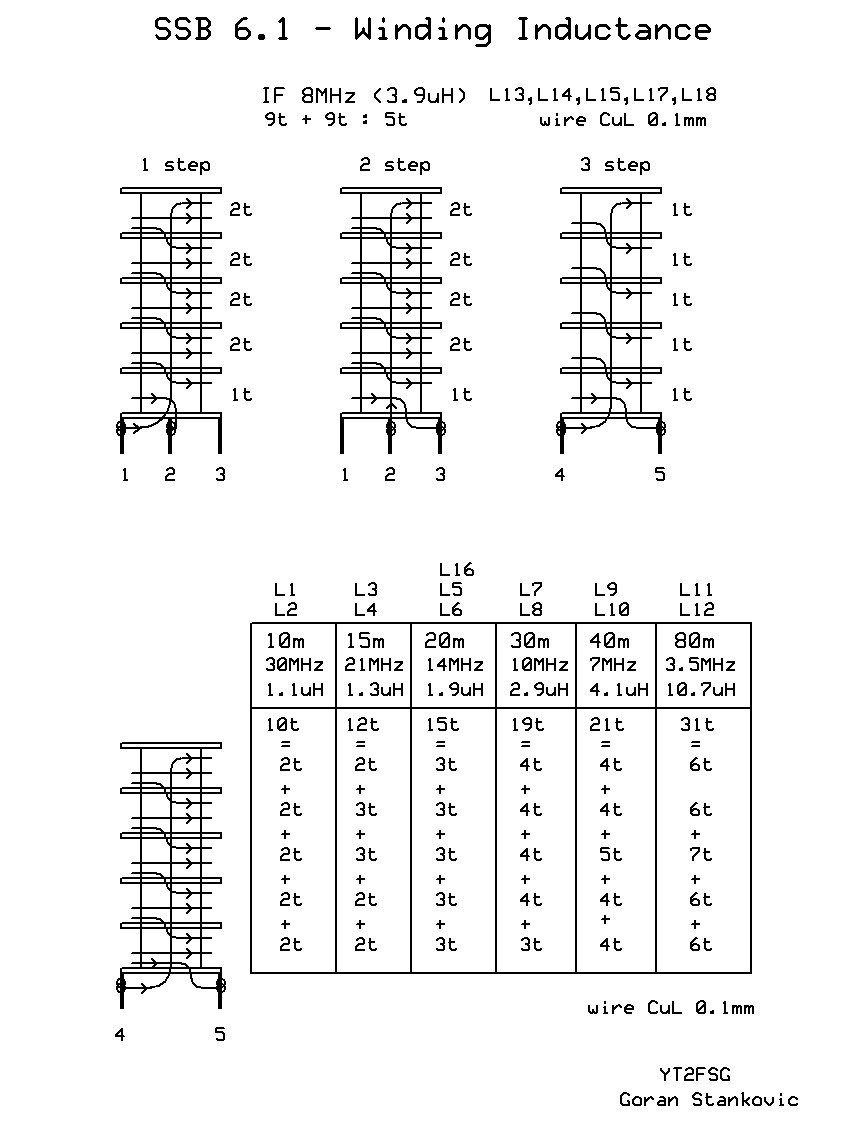 SSB 6.1 - Winding Inductance
IF 8MHz (3.9uH) L13,L14,L15,L17,L18
9t + 9t : 5t wire CuL 0.1mm
1 step 2 step 3 step
2t 2t 1t
2t 2t 1t
2t 2t 1t
2t 2t 1t
1t 1t 1t
1 2 3 1 2 3 4 5
L16
L1 L3 L5 L7 L9 L11
L2 L4 L6 L8 L10 L12
10m 15m 20m 30m 40m 80m
30MHz 21MHz 14MHz 10MHz 7MHz 3.5MHz
1.1uH 1.3uH 1.9uH 2.9uH 4.1uH 10.7uH
10t 12t 15t 19t 21t 31t
= = = = = =
2t 2t 3t 4t 4t 6t
+ + + + +
2t 3t 3t 4t 4t 6t
+ + + + + +
2t 3t 3t 4t 5t 7t
+ + + + + +
2t 2t 3t 4t 4t 6t
+ + + + + +
2t 2t 3t 3t 4t 6t
wire CuL 0.1mm
4 5
YT2FSG
Goran Stankovic